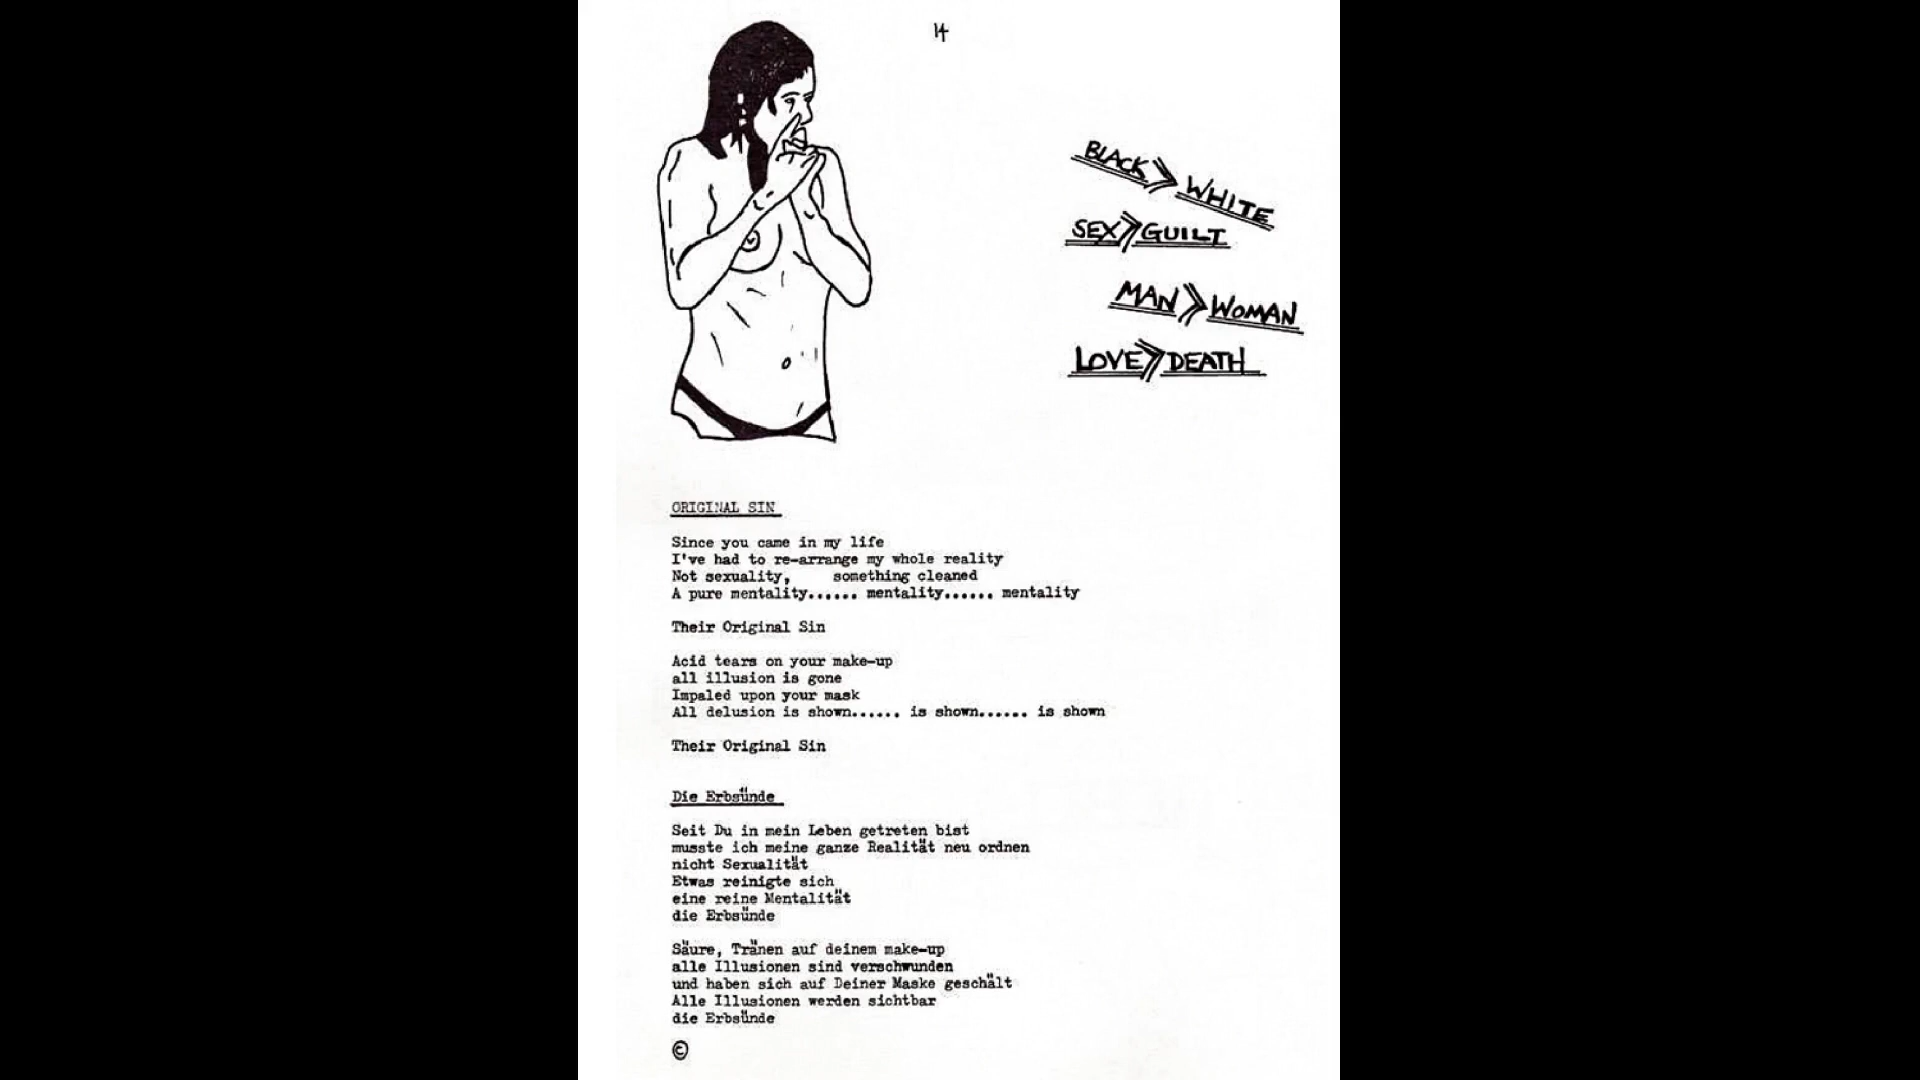 14
BLACK》WHITE
SEX》GUILT
MAN》WOMAN
LOVE》DEATH
ORIGINAL SIN
Since you came in my life
I've had to re-arrange my whole reality
Not sexuality, something cleaned
A pure mentality...... mentality...... mentality
Their Original Sin
Acid tears on your make-up
all illusion is gone
Impaled upon your mask
All delusion is shown...... is shown...... is shown
Their Original Sin
Die Erbsünde
Seit Du in mein Leben getreten bist
musste ich meine ganze Realität neu ordnen
nicht Sexualität
Etwas reinigte sich
eine reine Mentalität
die Erbsünde
Säure, Tränen auf deinem make-up
alle Illusionen sind verschwunden
und haben sich auf Deiner Maske geschält
Alle Illusionen werden sichtbar
die Erbsünde
©